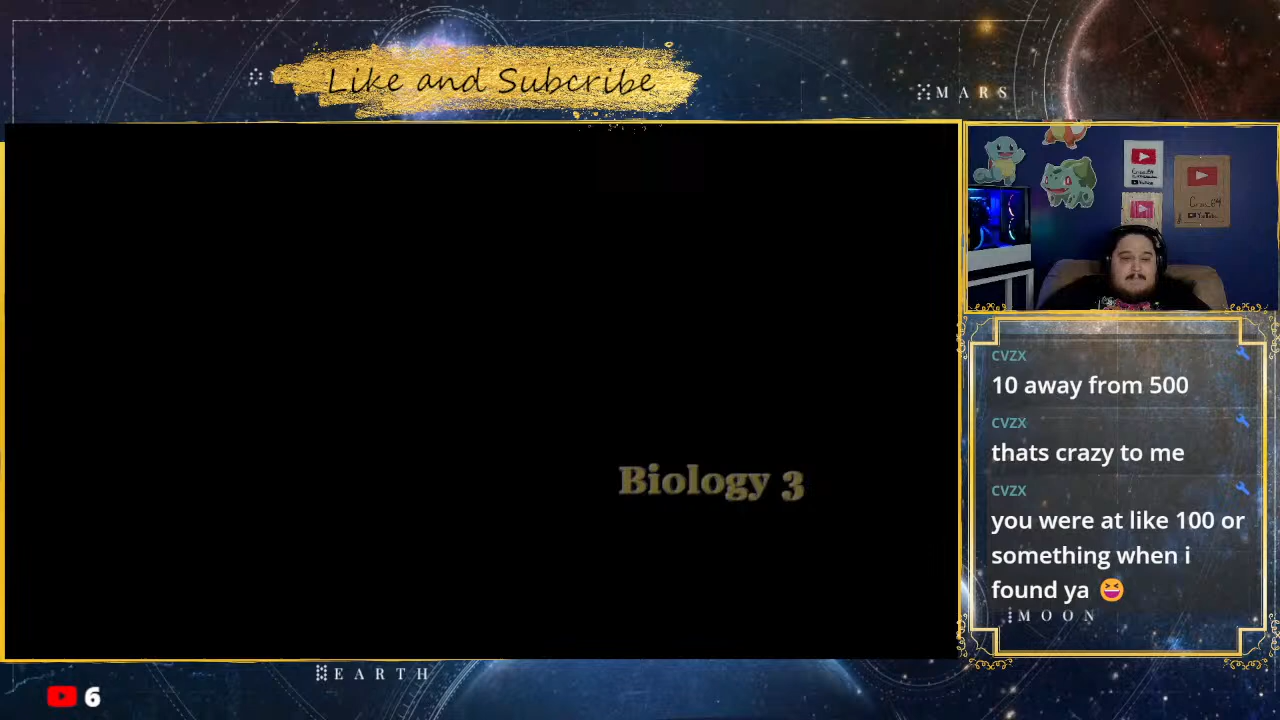 Like and Subcribe
MARS
Biology 3
CVZX
10 away from 500
CVZX
thats crazy to me
CVZX
you were at like 100 or
something when i
found ya 😆
MOON
EARTH
6